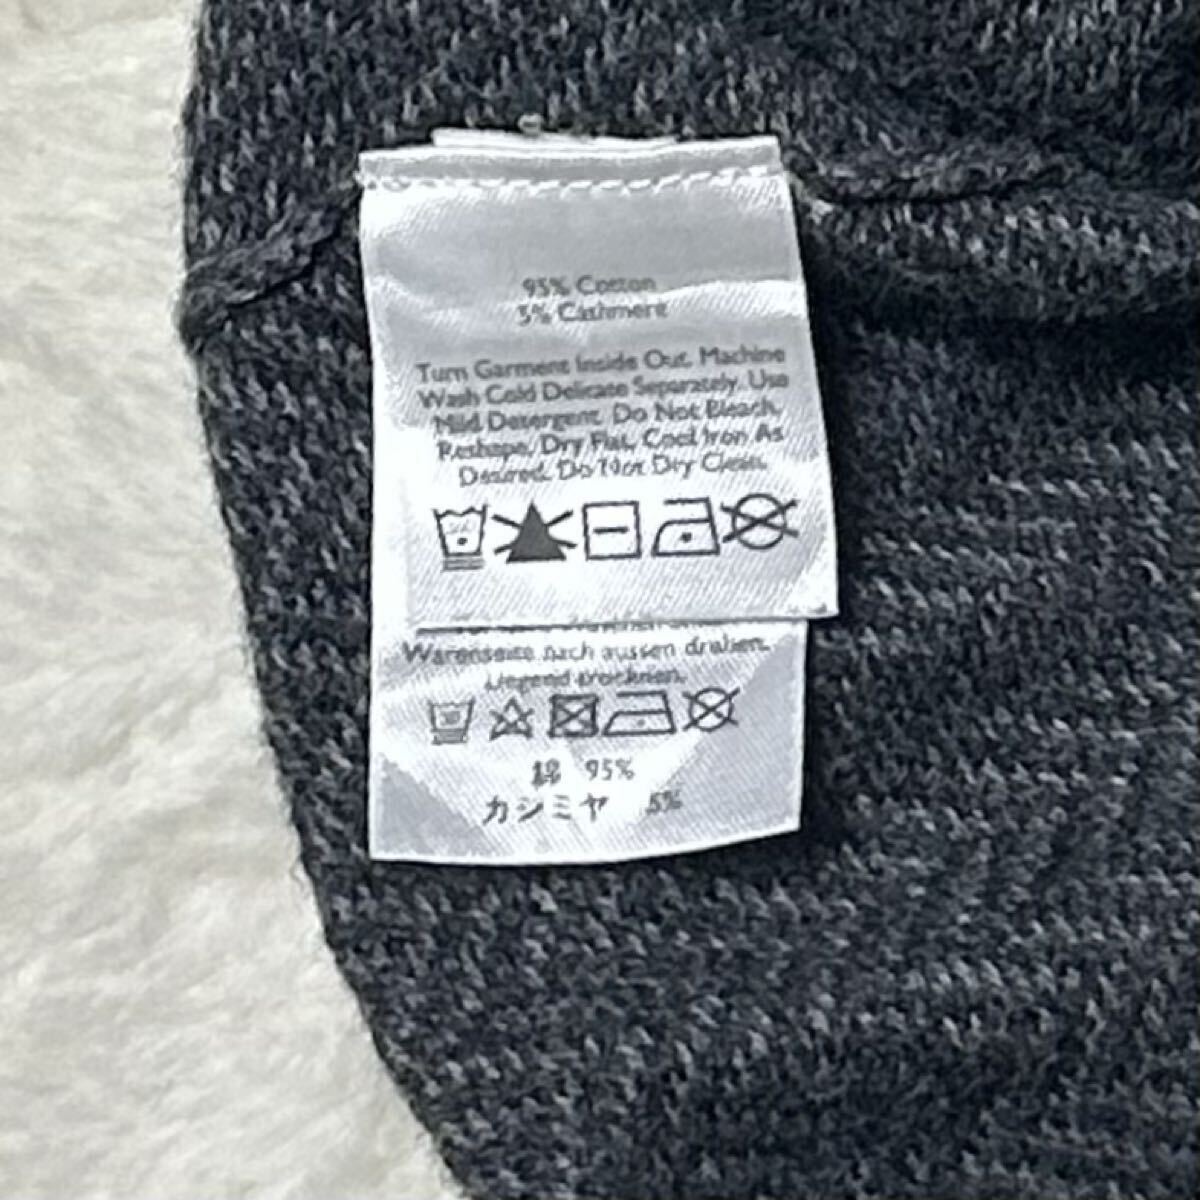 95% Cotton
5% Cashmere
Turn Garment Inside Out. Machine
Wash Cold Delicate Separately. Use
Mild Detergent. Do Not Bleach.
Reshape, Dry Flat, Cool Iron As
Desired. Do Not Dry Clean.
Warenseite nach aussen drehen.
Liegend trocknen.
30
綿 95%
カシミヤ 5%